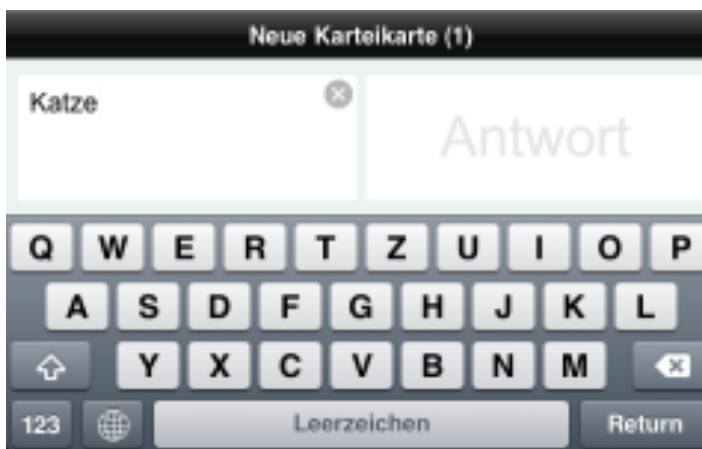 Neue Karteikarte (1)
Katze
Antwort
Q W E R T Z U I O P
A S D F G H J K L
Y X C V B N M
123 Leerzeichen Return